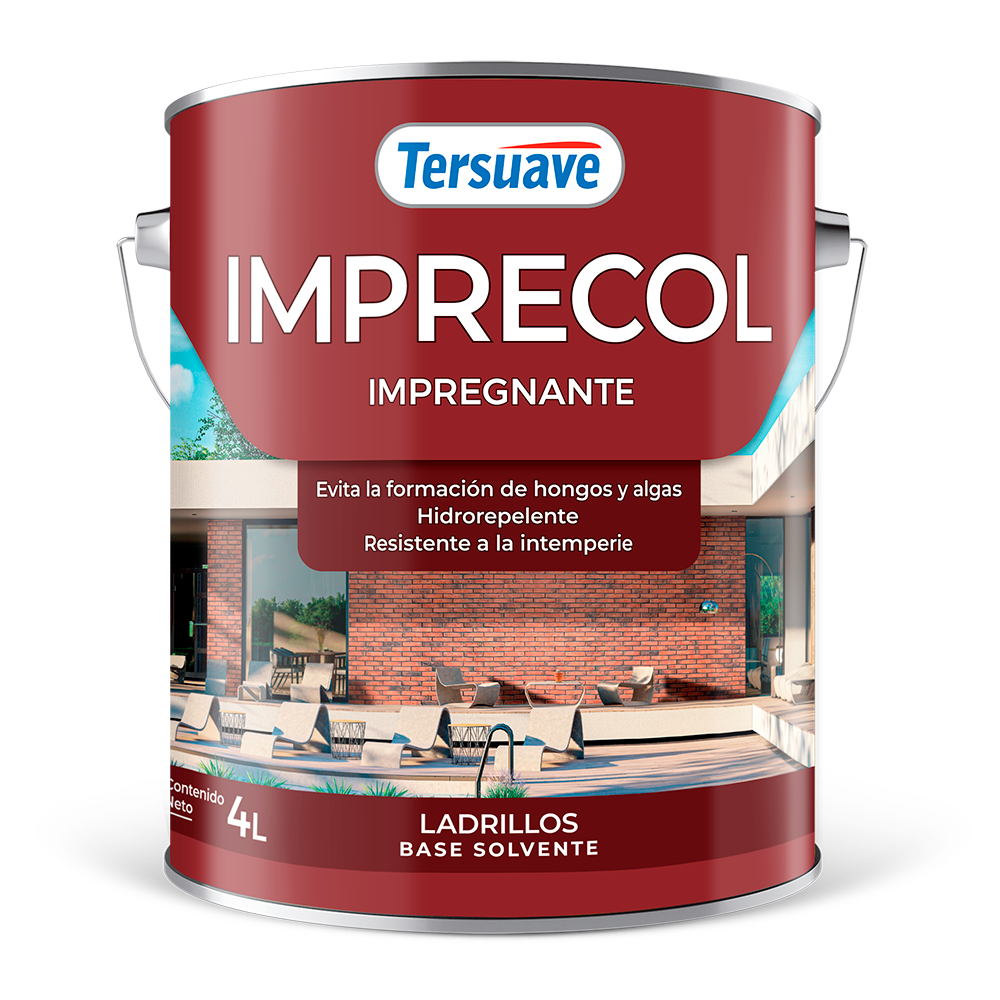 Tersuave
IMPRECOL
IMPREGNANTE
Evita la formación de hongos y algas
Hidrorepelente
Resistente a la intemperie
Contenido
Neto
4L
LADRILLOS
BASE SOLVENTE